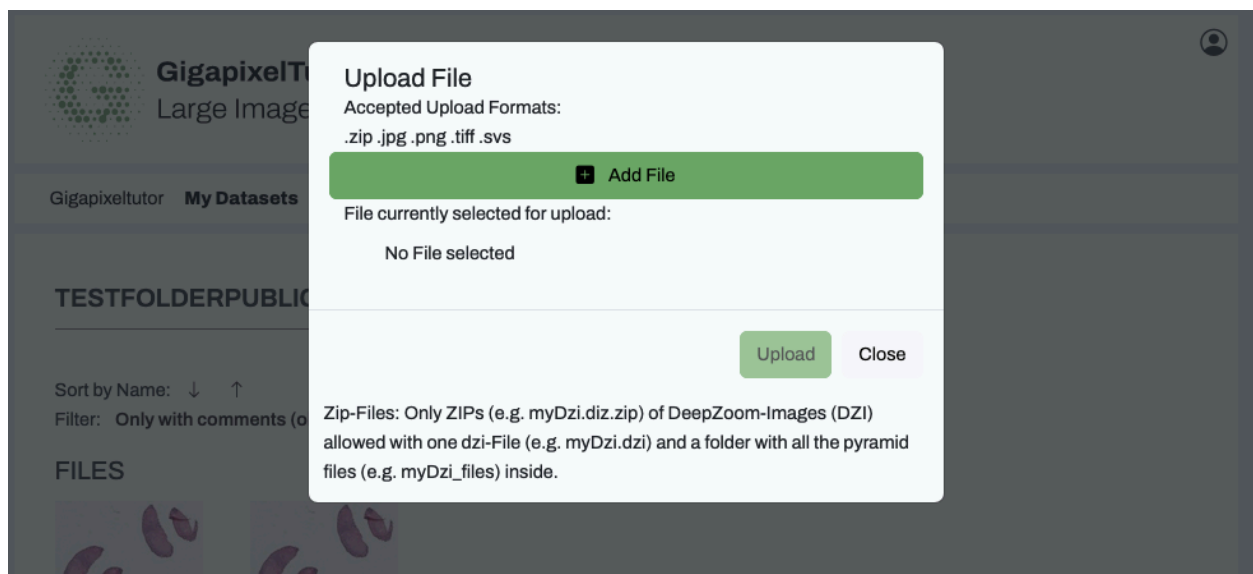 GigapixelTu
Large Image
Gigapixeltutor My Datasets
TESTFOLDERPUBLIC
Sort by Name: ↓ ↑
Filter: Only with comments (o
FILES
Upload File
Accepted Upload Formats:
.zip .jpg .png .tiff .svs
Add File
File currently selected for upload:
No File selected
Upload Close
Zip-Files: Only ZIPs (e.g. myDzi.diz.zip) of DeepZoom-Images (DZI)
allowed with one dzi-File (e.g. myDzi.dzi) and a folder with all the pyramid
files (e.g. myDzi_files) inside.